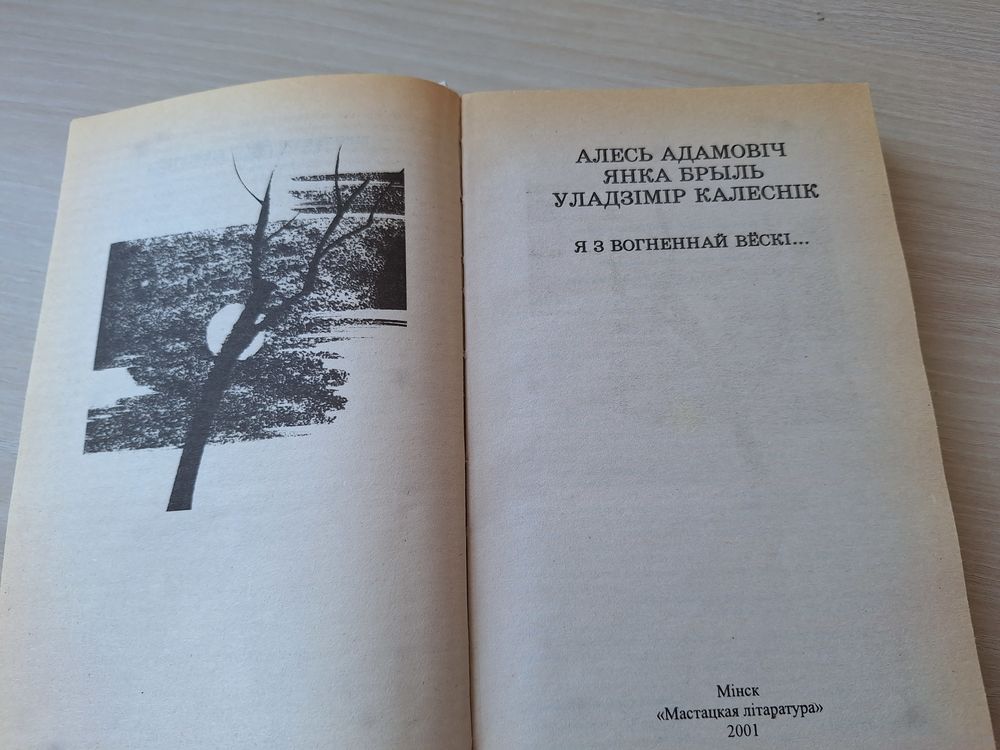 АЛЕСЬ АДАМОВІЧ
ЯНКА БРЫЛЬ
УЛАДЗІМІР КАЛЕСНІК
Я З ВОГНЕННАЙ ВЁСКІ...
Мінск
«Мастацкая літаратура»
2001